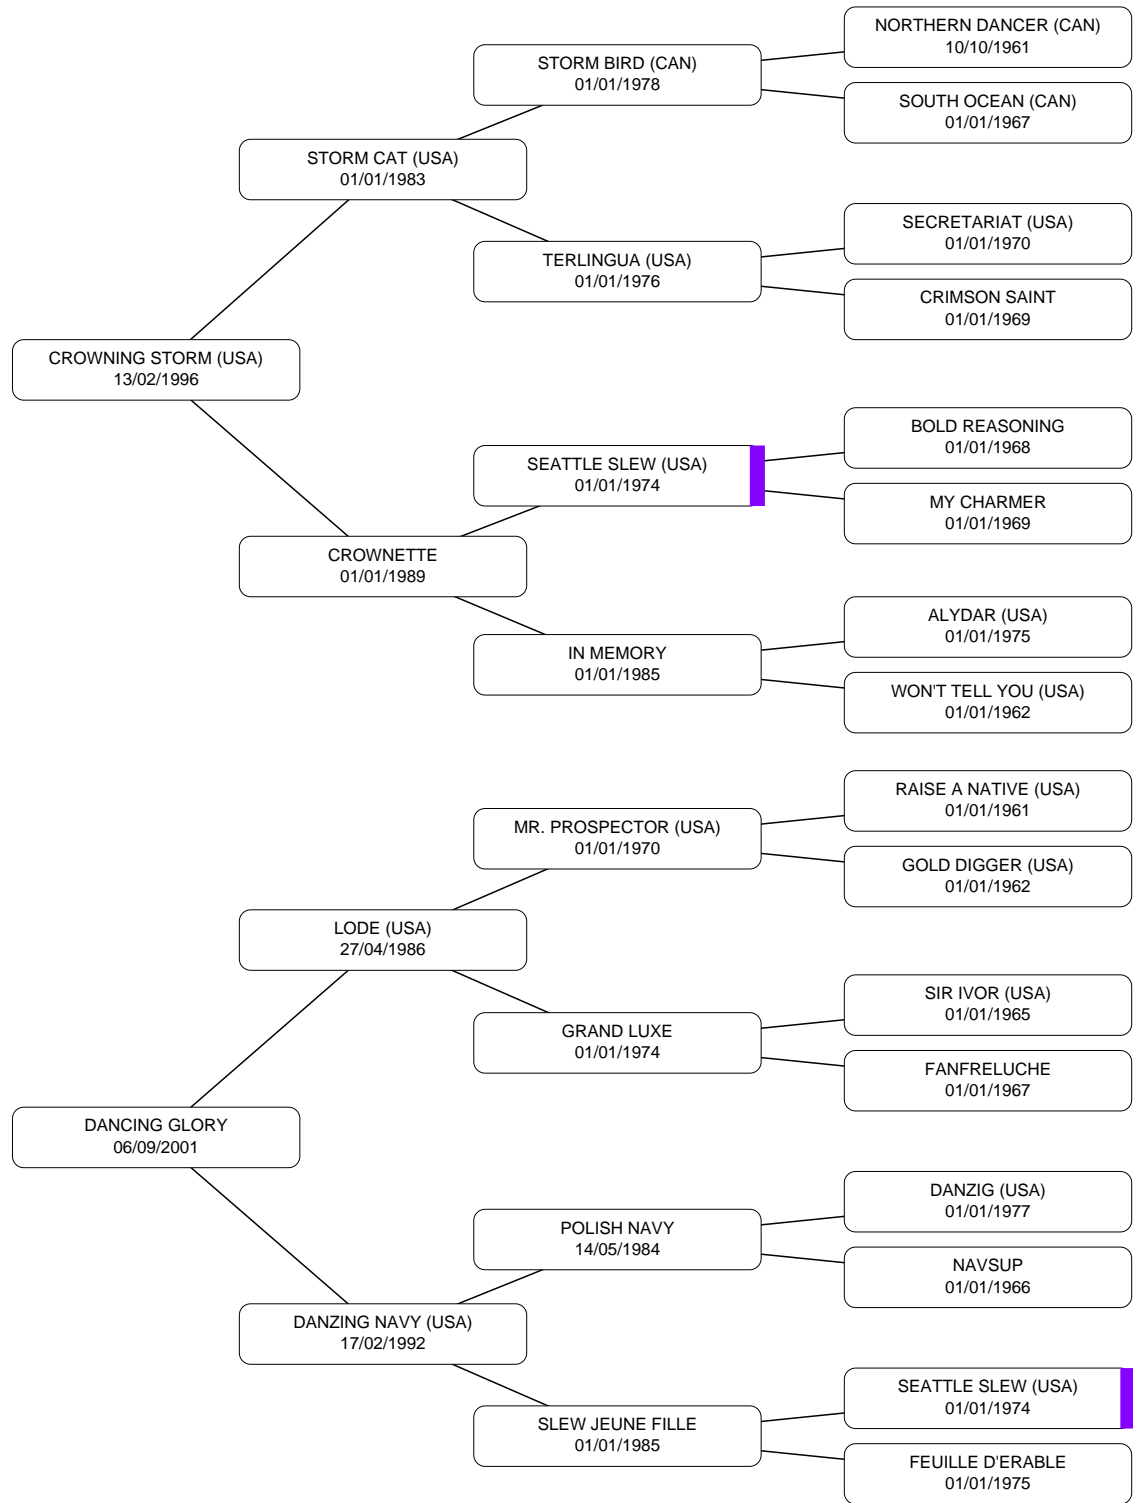 NORTHERN DANCER (CAN)
10/10/1961
STORM BIRD (CAN)
01/01/1978
SOUTH OCEAN (CAN)
01/01/1967
STORM CAT (USA)
01/01/1983
SECRETARIAT (USA)
01/01/1970
TERLINGUA (USA)
01/01/1976
CRIMSON SAINT
01/01/1969
CROWNING STORM (USA)
13/02/1996
BOLD REASONING
01/01/1968
SEATTLE SLEW (USA)
01/01/1974
MY CHARMER
01/01/1969
CROWNETTE
01/01/1989
ALYDAR (USA)
01/01/1975
IN MEMORY
01/01/1985
WON'T TELL YOU (USA)
01/01/1962
RAISE A NATIVE (USA)
01/01/1961
MR. PROSPECTOR (USA)
01/01/1970
GOLD DIGGER (USA)
01/01/1962
LODE (USA)
27/04/1986
SIR IVOR (USA)
01/01/1965
GRAND LUXE
01/01/1974
FANFRELUCHE
01/01/1967
DANCING GLORY
06/09/2001
DANZIG (USA)
01/01/1977
POLISH NAVY
14/05/1984
NAVSUP
01/01/1966
DANZING NAVY (USA)
17/02/1992
SEATTLE SLEW (USA)
01/01/1974
SLEW JEUNE FILLE
01/01/1985
FEUILLE D'ERABLE
01/01/1975